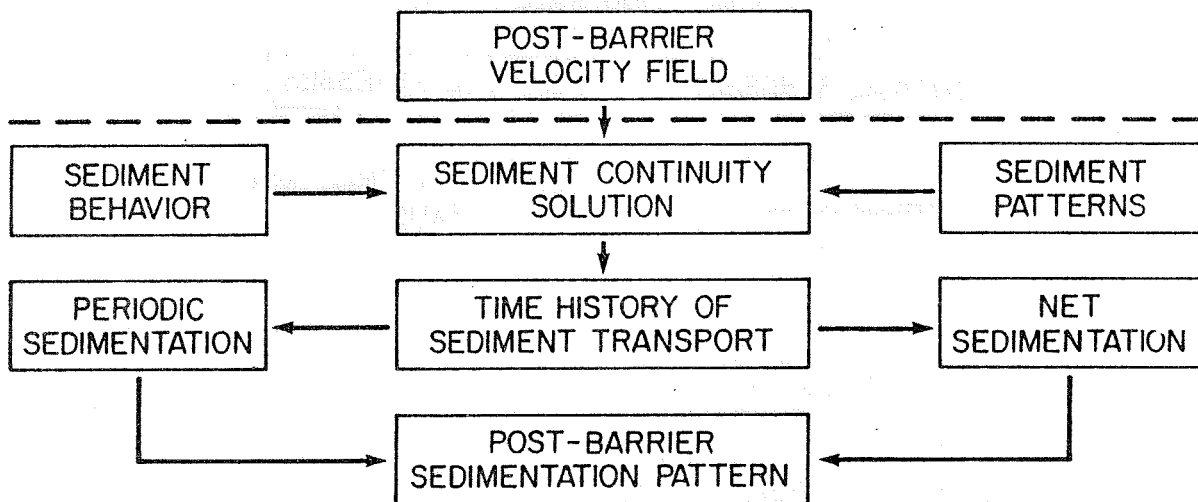 POST-BARRIER
VELOCITY FIELD
SEDIMENT
BEHAVIOR
SEDIMENT CONTINUITY
SOLUTION
SEDIMENT
PATTERNS
PERIODIC
SEDIMENTATION
TIME HISTORY OF
SEDIMENT TRANSPORT
NET
SEDIMENTATION
POST-BARRIER
SEDIMENTATION PATTERN